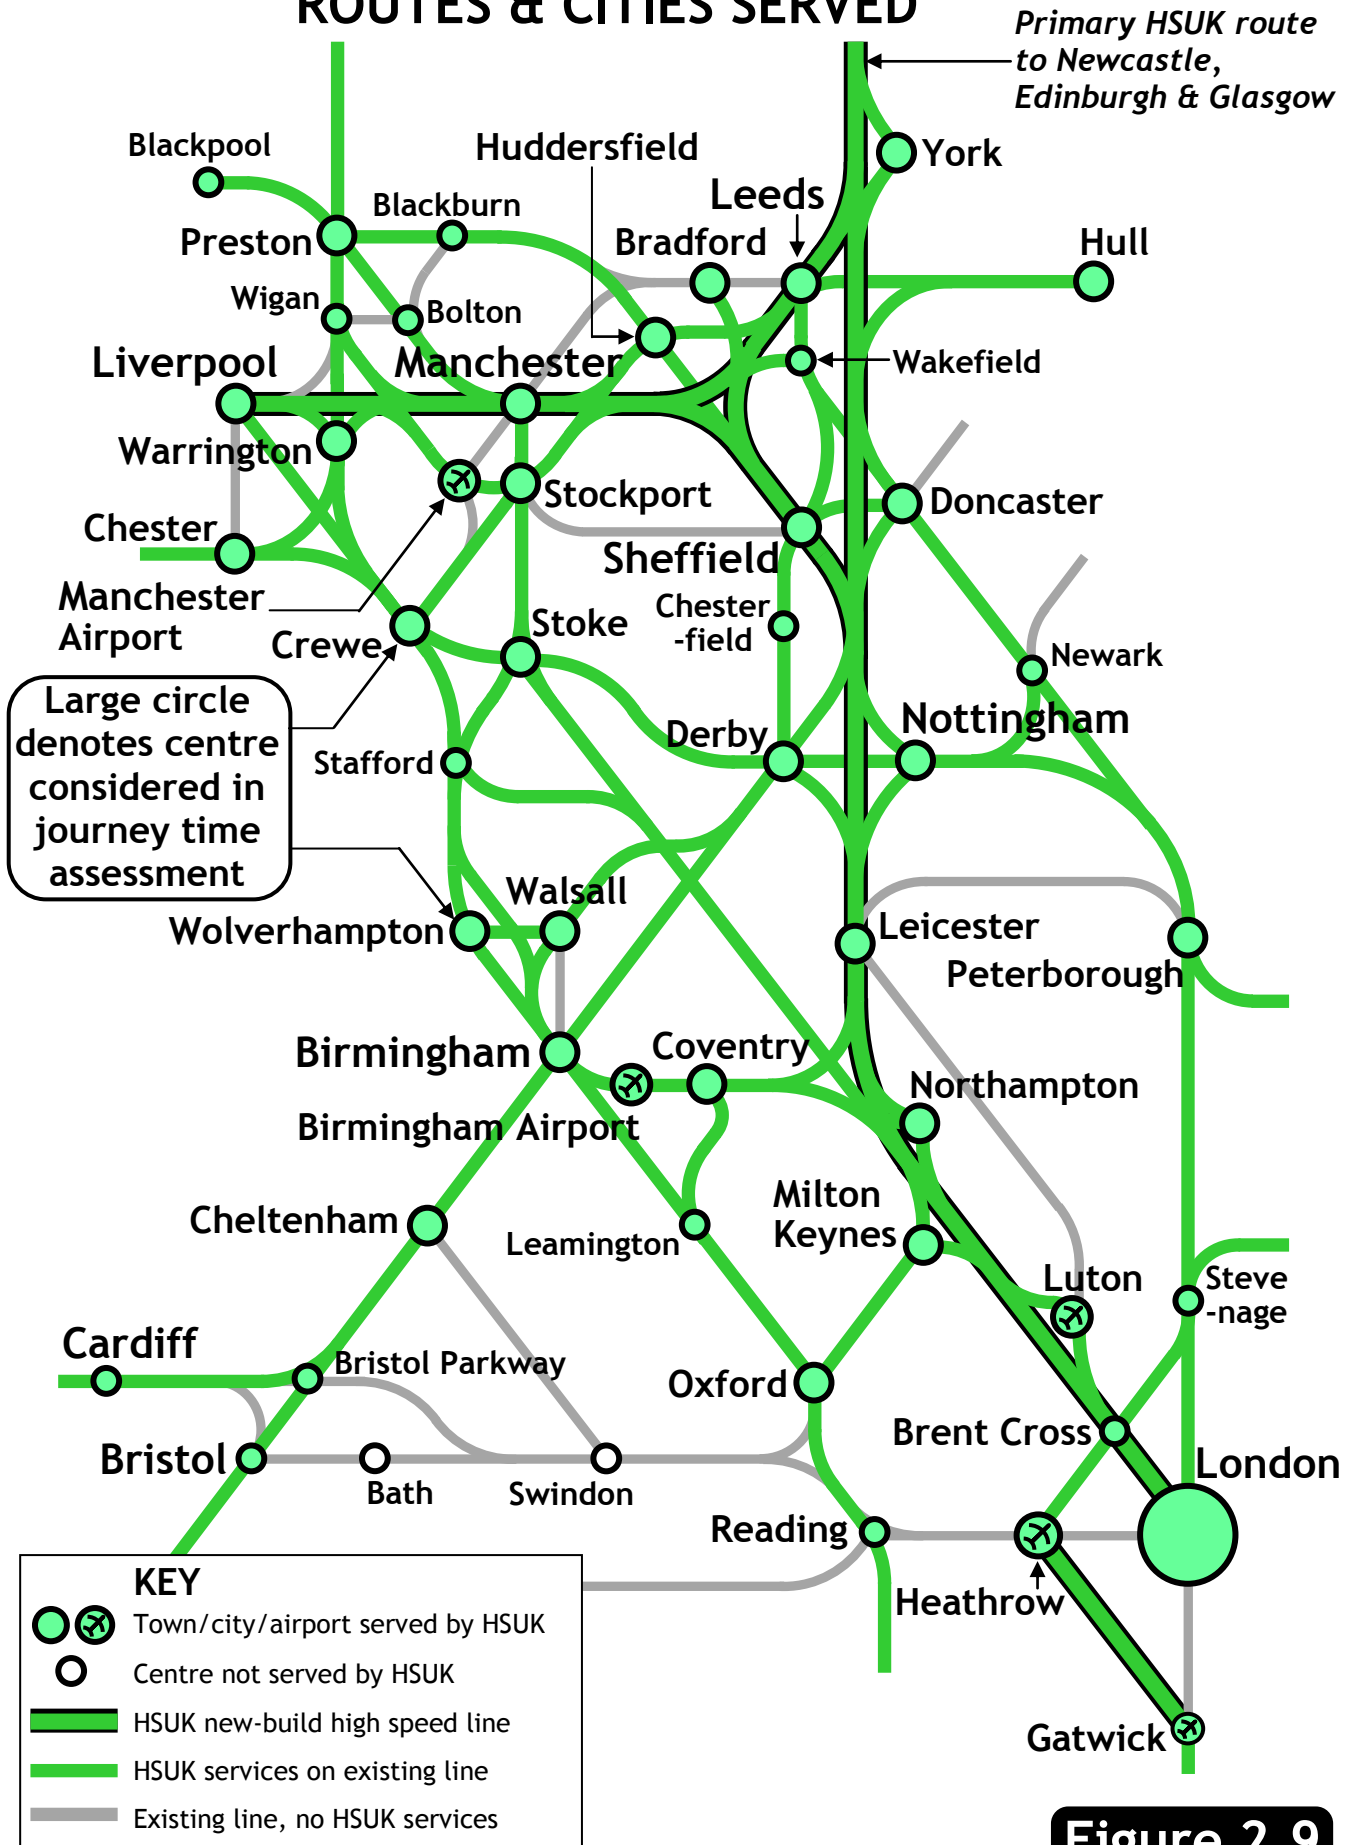 ROUTES & CITIES SERVED
Primary HSUK route
to Newcastle,
Edinburgh & Glasgow
Blackpool
Huddersfield
York
Leeds
Blackburn
Preston
Bradford
Hull
Wigan
Bolton
Liverpool
Manchester
Wakefield
Warrington
Stockport
Doncaster
Chester
Sheffield
Manchester
Airport
Crewe
Stoke
Chester
-field
Newark
Large circle
denotes centre
considered in
journey time
assessment
Nottingham
Derby
Stafford
Walsall
Wolverhampton
Leicester
Peterborough
Birmingham
Coventry
Northampton
Birmingham Airport
Milton
Keynes
Cheltenham
Leamington
Luton
Steve
-nage
Cardiff
Bristol Parkway
Oxford
Brent Cross
Bristol
London
Bath
Swindon
Reading
Heathrow
Gatwick
KEY
Town/city/airport served by HSUK
Centre not served by HSUK
HSUK new-build high speed line
HSUK services on existing line
Existing line, no HSUK services
Figure 2.9